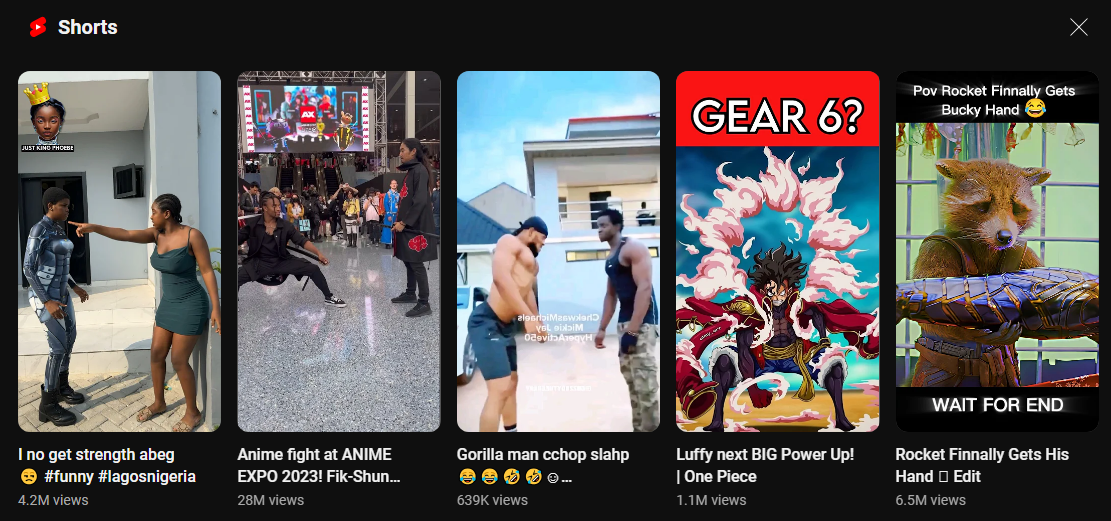 Shorts
JUST KING PHOEBE
I no get strength abeg
😒 #funny #lagosnigeria
4.2M views
AX
Anime fight at ANIME
EXPO 2023! Fik-Shun...
28M views
ChekwasMichaels
Mickie Jay
HyperActive50
Gorilla man cchop slahp
😂 😂 🤣 🤣 ☺...
639K views
GEAR 6?
Luffy next BIG Power Up!
| One Piece
1.1M views
Pov Rocket Finnally Gets
Bucky Hand 😂
WAIT FOR END
Rocket Finnally Gets His
Hand ▯ Edit
6.5M views